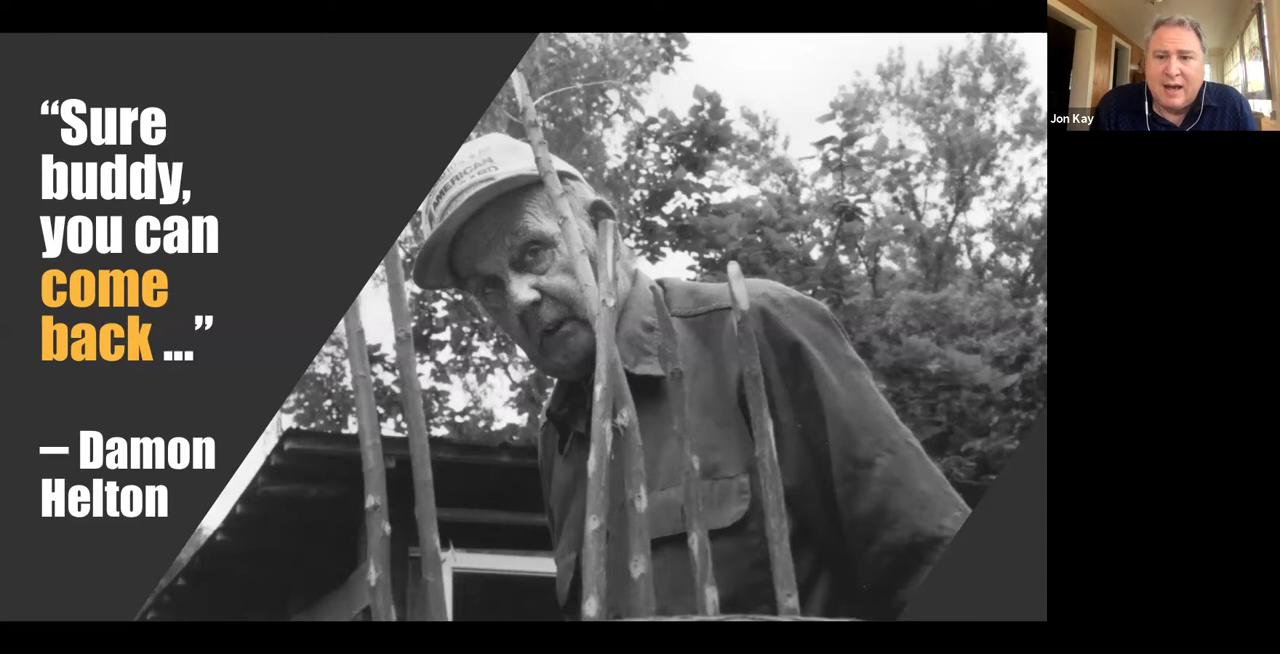 “Sure
buddy,
you can
come
back ...”
– Damon
Helton
AMERICAN
Jon Kay